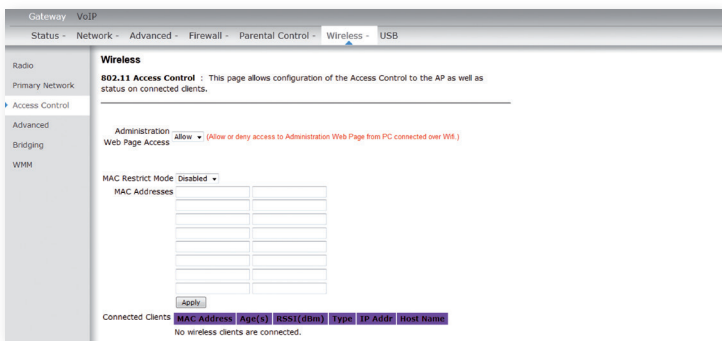 Gateway VoIP
Status - Network - Advanced - Firewall - Parental Control - Wireless - USB
Radio
Primary Network
Access Control
Advanced
Bridging
WMM
Wireless
802.11 Access Control : This page allows configuration of the Access Control to the AP as well as
status on connected clients.
Administration
Web Page Access Allow (Allow or deny access to Administration Web Page from PC connected over Wifi.)
MAC Restrict Mode Disabled
MAC Addresses
Apply
Connected Clients MAC Address Age(s) RSSI(dBm) Type IP Addr Host Name
No wireless clients are connected.